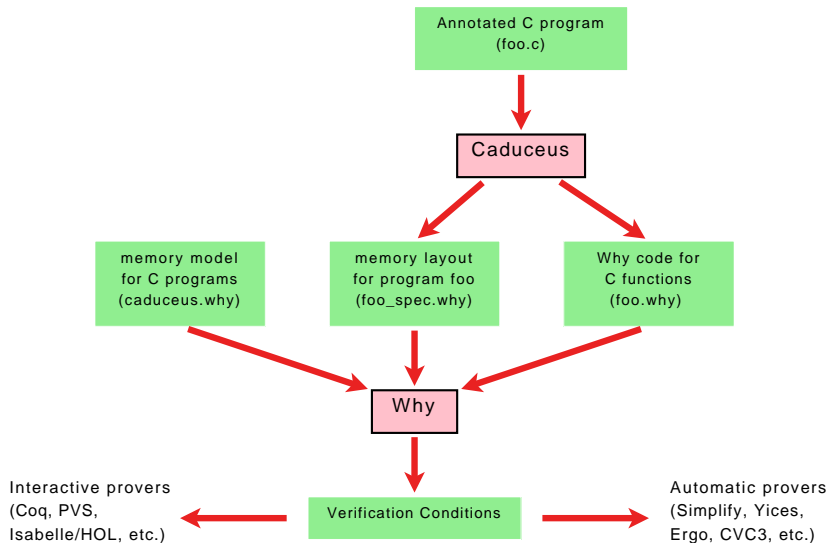 Annotated C program
(foo.c)
Caduceus
memory model
for C programs
(caduceus.why)
memory layout
for program foo
(foo_spec.why)
Why code for
C functions
(foo.why)
Why
Interactive provers
(Coq, PVS,
Isabelle/HOL, etc.)
Verification Conditions
Automatic provers
(Simplify, Yices,
Ergo, CVC3, etc.)